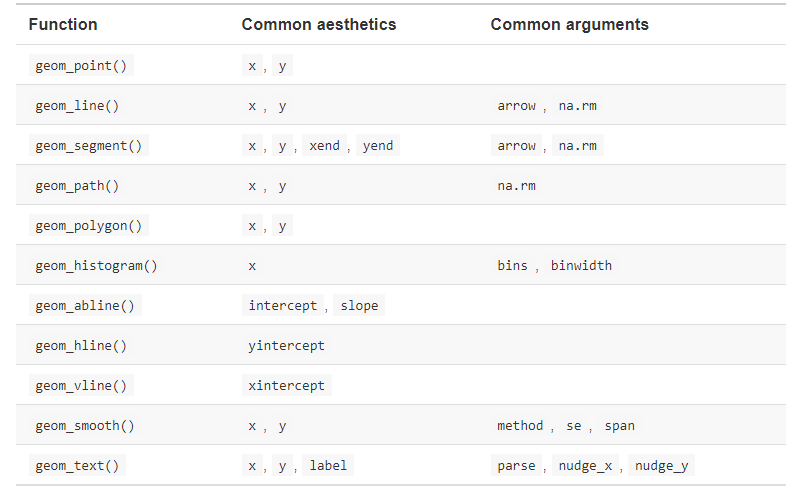 Function Common aesthetics Common arguments
geom_point() x , y
geom_line() x , y arrow , na.rm
geom_segment() x , y , xend , yend arrow , na.rm
geom_path() x , y na.rm
geom_polygon() x , y
geom_histogram() x bins , binwidth
geom_abline() intercept , slope
geom_hline() yintercept
geom_vline() xintercept
geom_smooth() x , y method , se , span
geom_text() x , y , label parse , nudge_x , nudge_y